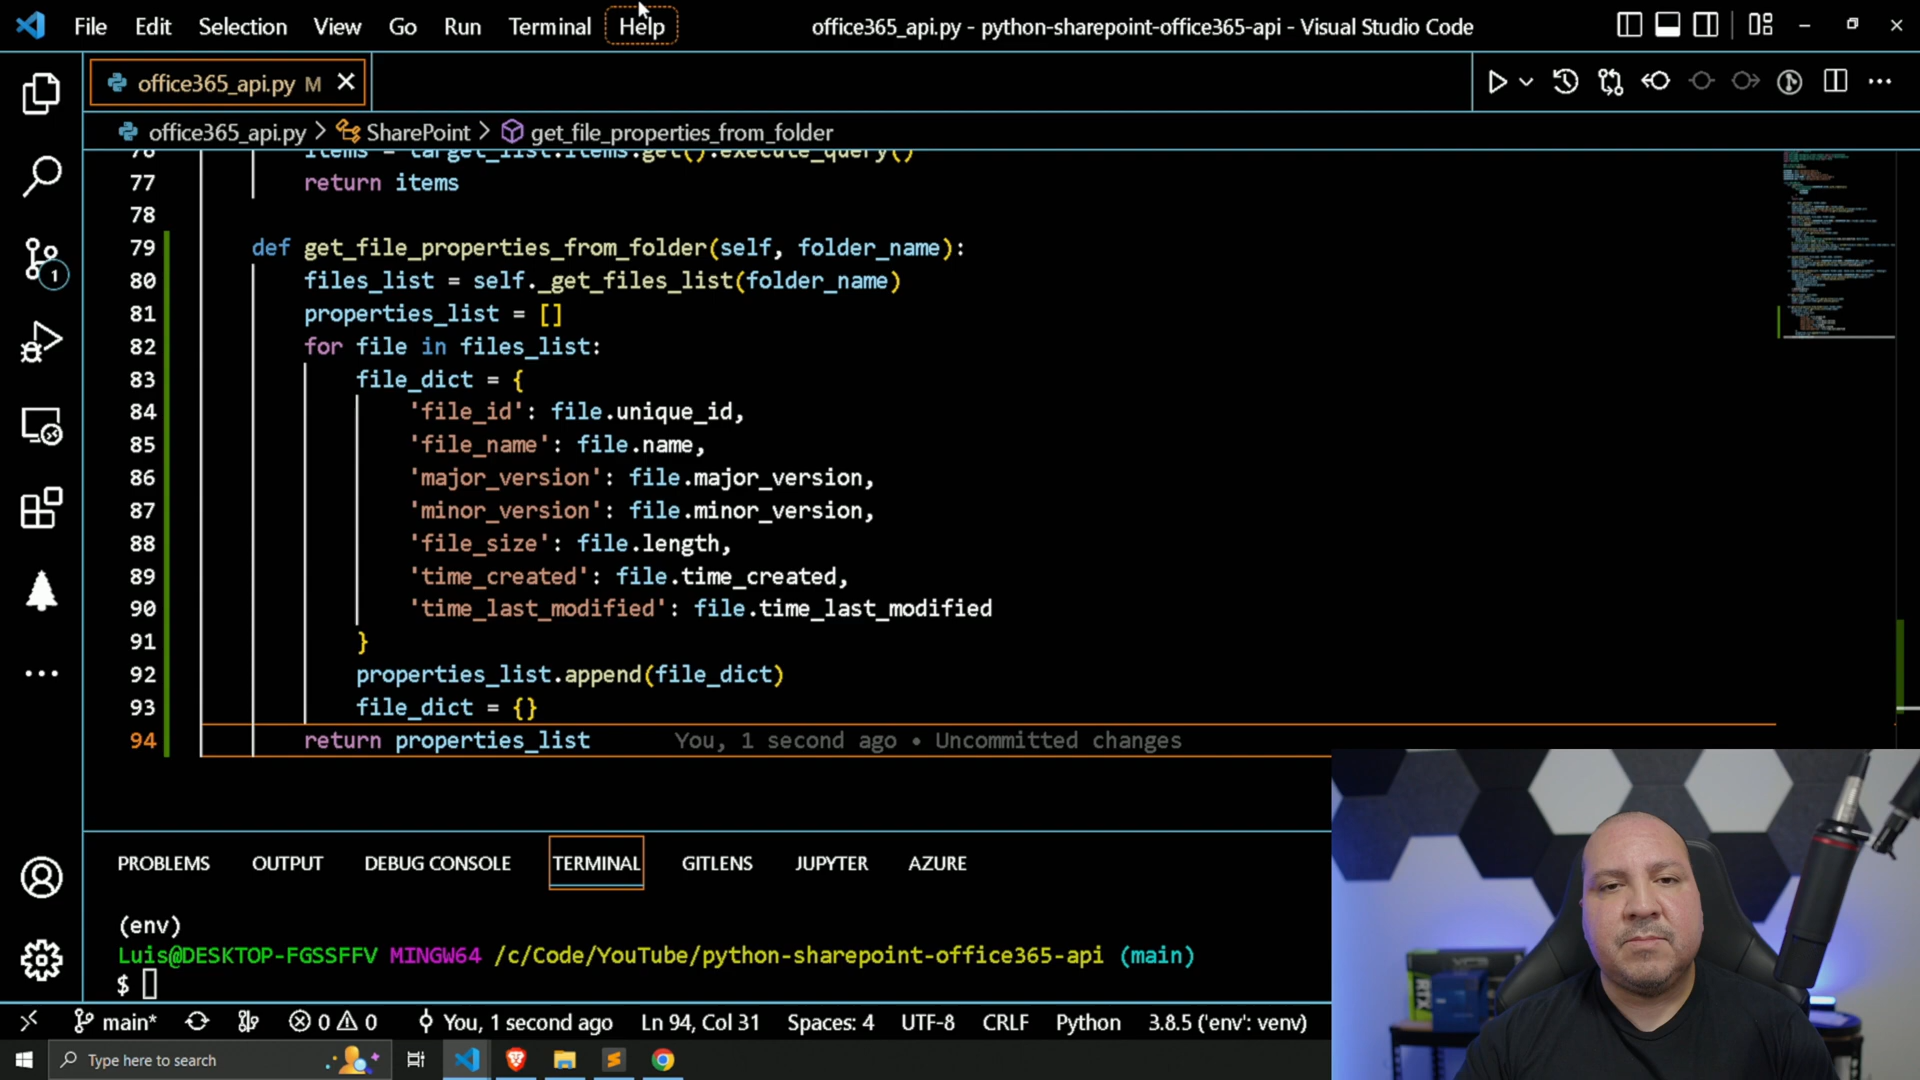 File Edit Selection View Go Run Terminal Help office365_api.py - python-sharepoint-office365-api - Visual Studio Code
office365_api.py M
office365_api.py > SharePoint > get_file_properties_from_folder
76 items = target_list.items.get().execute_query()
77 return items
78
79 def get_file_properties_from_folder(self, folder_name):
80 files_list = self._get_files_list(folder_name)
81 properties_list = []
82 for file in files_list:
83 file_dict = {
84 'file_id': file.unique_id,
85 'file_name': file.name,
86 'major_version': file.major_version,
87 'minor_version': file.minor_version,
88 'file_size': file.length,
89 'time_created': file.time_created,
90 'time_last_modified': file.time_last_modified
91 }
92 properties_list.append(file_dict)
93 file_dict = {}
94 return properties_list You, 1 second ago • Uncommitted changes
1
PROBLEMS OUTPUT DEBUG CONSOLE TERMINAL GITLENS JUPYTER AZURE
(env)
Luis@DESKTOP-FGSSFFV MINGW64 /c/Code/YouTube/python-sharepoint-office365-api (main)
$
main* 0 0 You, 1 second ago Ln 94, Col 31 Spaces: 4 UTF-8 CRLF Python 3.8.5 ('env': venv)
Type here to search